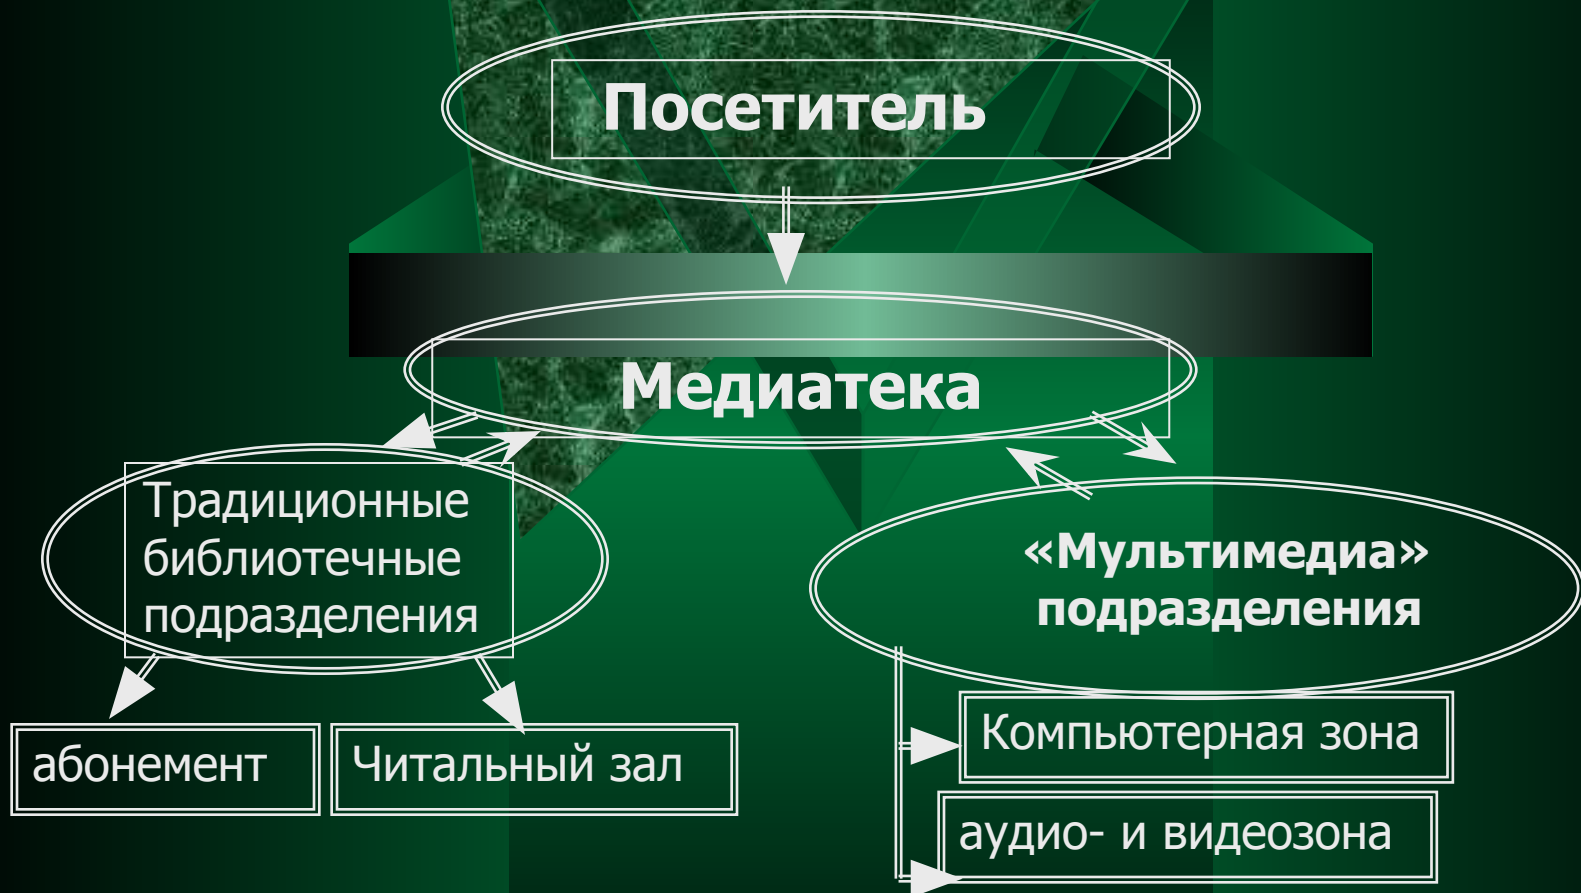 Посетитель
Медиатека
Традиционные
библиотечные
подразделения
«Мультимедиа»
подразделения
абонемент
Читальный зал
Компьютерная зона
аудио- и видеозона